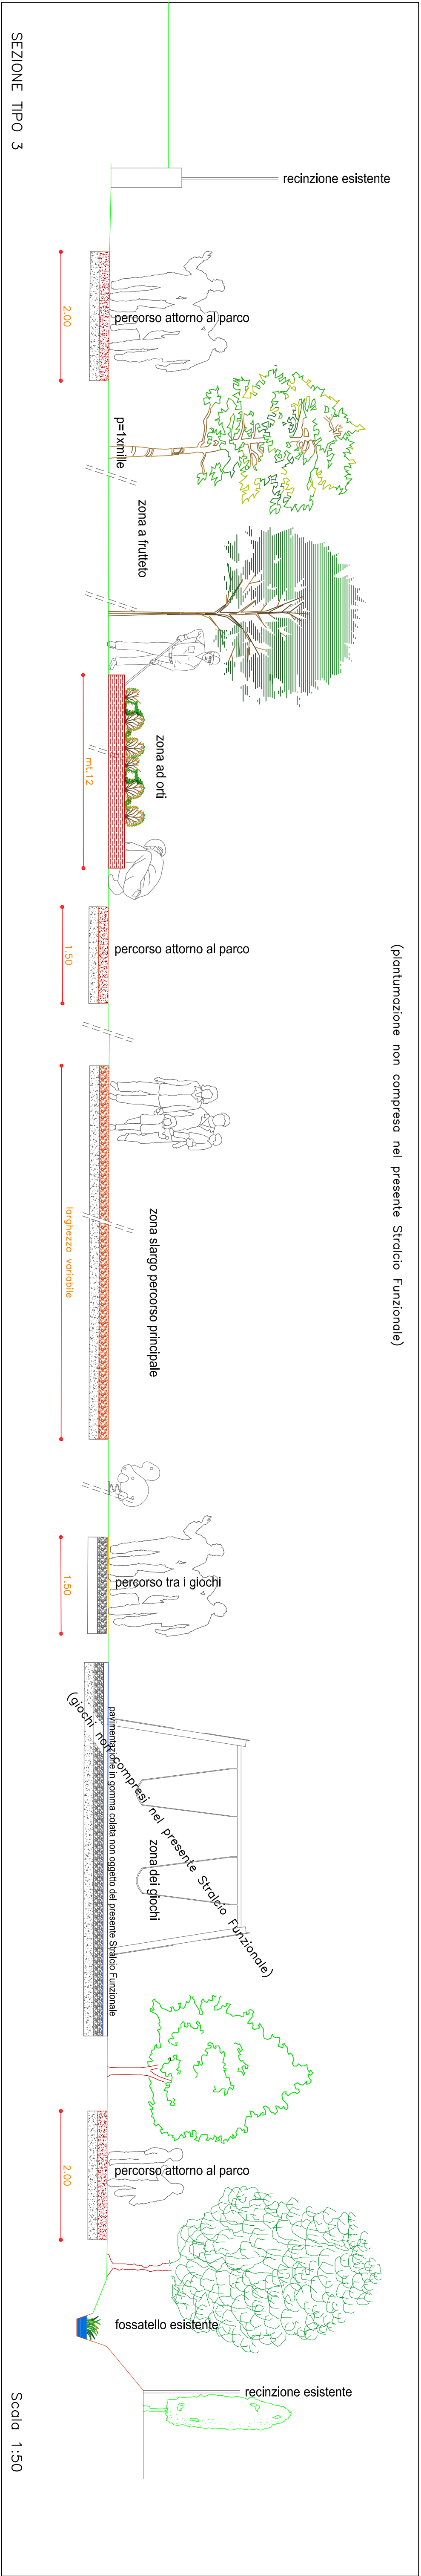 SEZIONE TIPO 3
(piantumazione non compresa nel presente Stralcio Funzionale)
recinzione esistente
percorso attorno al parco
2.00
p=1xmille
zona a frutteto
zona ad orti
mt.12
percorso attorno al parco
1.50
zona slargo percorso principale
larghezza variabile
percorso tra i giochi
1.50
pavimentazione in gomma colata non oggetto del presente Stralcio Funzionale
(giochi non compresi nel presente Stralcio Funzionale)
zona dei giochi
percorso attorno al parco
2.00
fossatello esistente
recinzione esistente
Scala 1:50